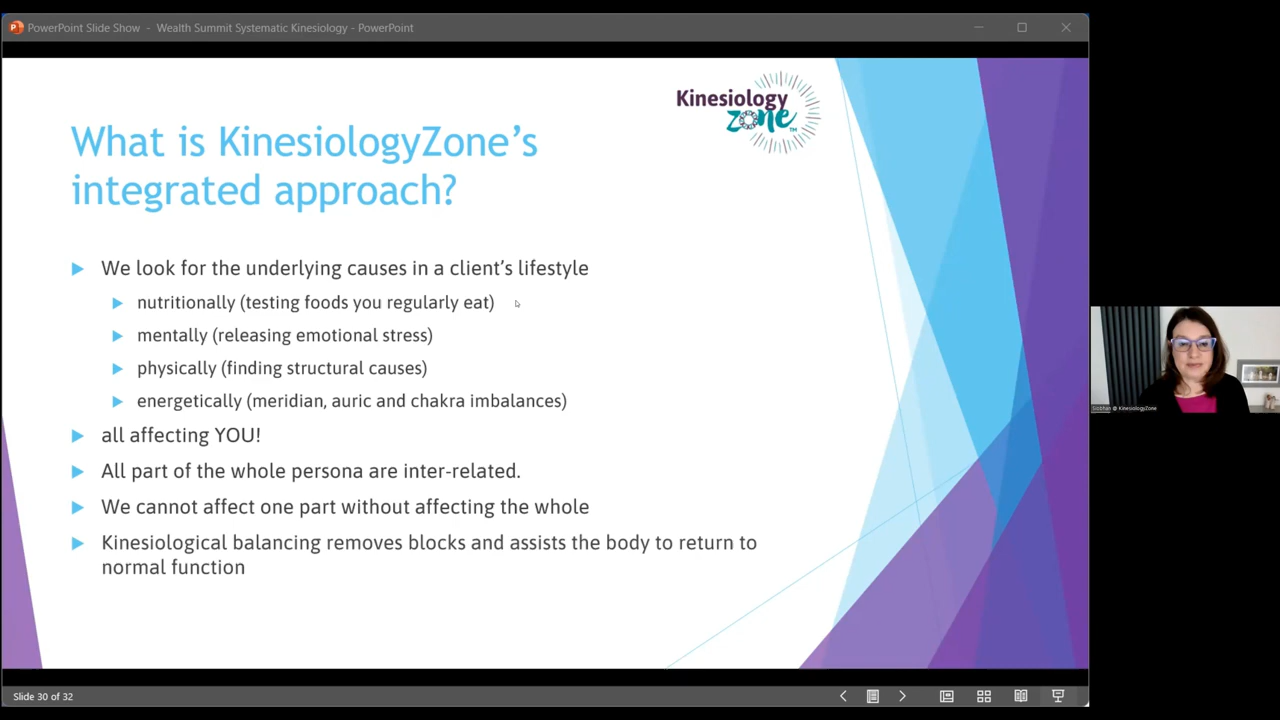 PowerPoint Slide Show - Wealth Summit Systematic Kinesiology - PowerPoint
Kinesiology
zone™
What is KinesiologyZone’s
integrated approach?
We look for the underlying causes in a client’s lifestyle
nutritionally (testing foods you regularly eat)
mentally (releasing emotional stress)
physically (finding structural causes)
energetically (meridian, auric and chakra imbalances)
all affecting YOU!
All part of the whole persona are inter-related.
We cannot affect one part without affecting the whole
Kinesiological balancing removes blocks and assists the body to return to
normal function
Siobhan @ KinesiologyZone
Slide 30 of 32